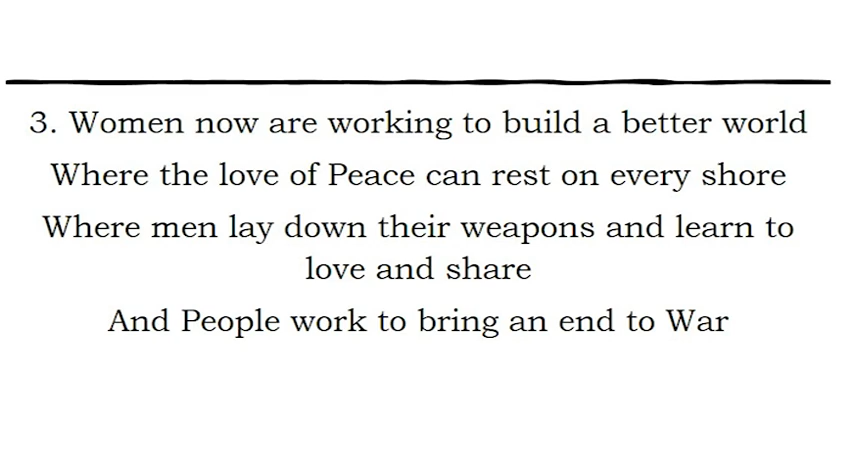 3. Women now are working to build a better world
Where the love of Peace can rest on every shore
Where men lay down their weapons and learn to
love and share
And People work to bring an end to War